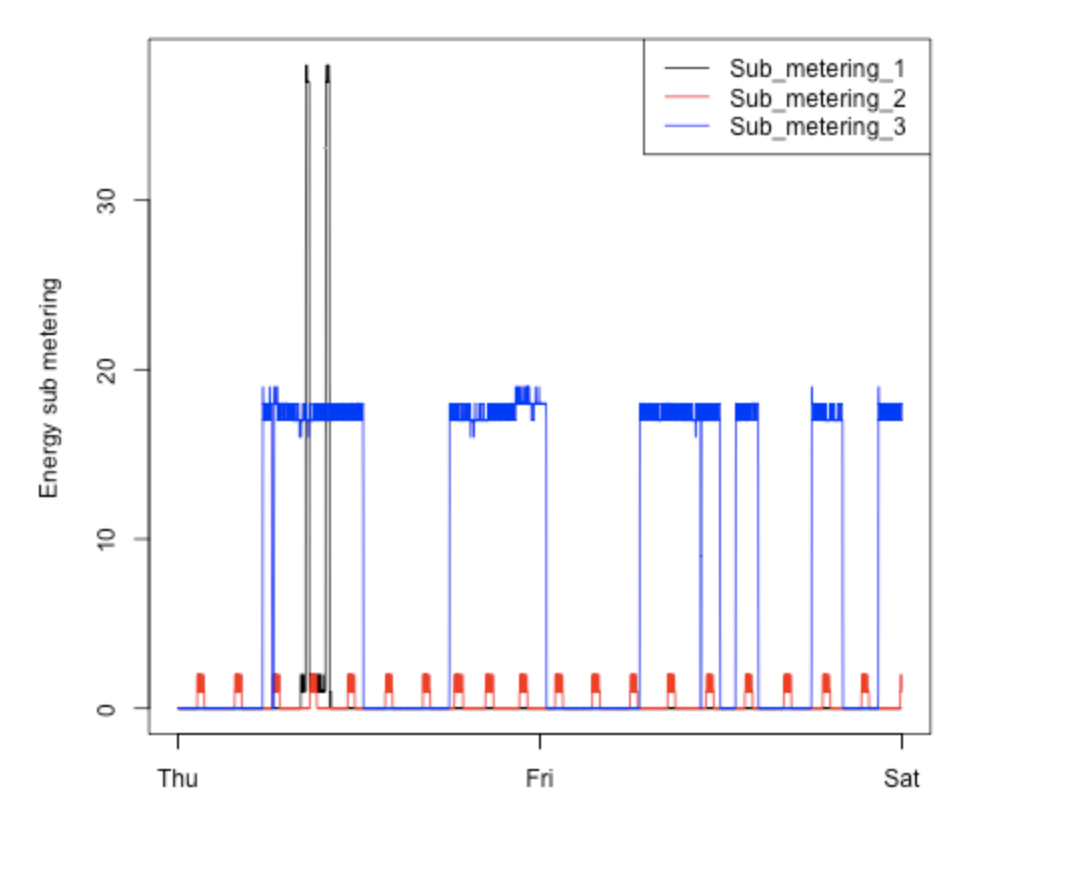 Sub_metering_1
Sub_metering_2
Sub_metering_3
Energy sub metering
30
20
10
0
Thu Fri Sat